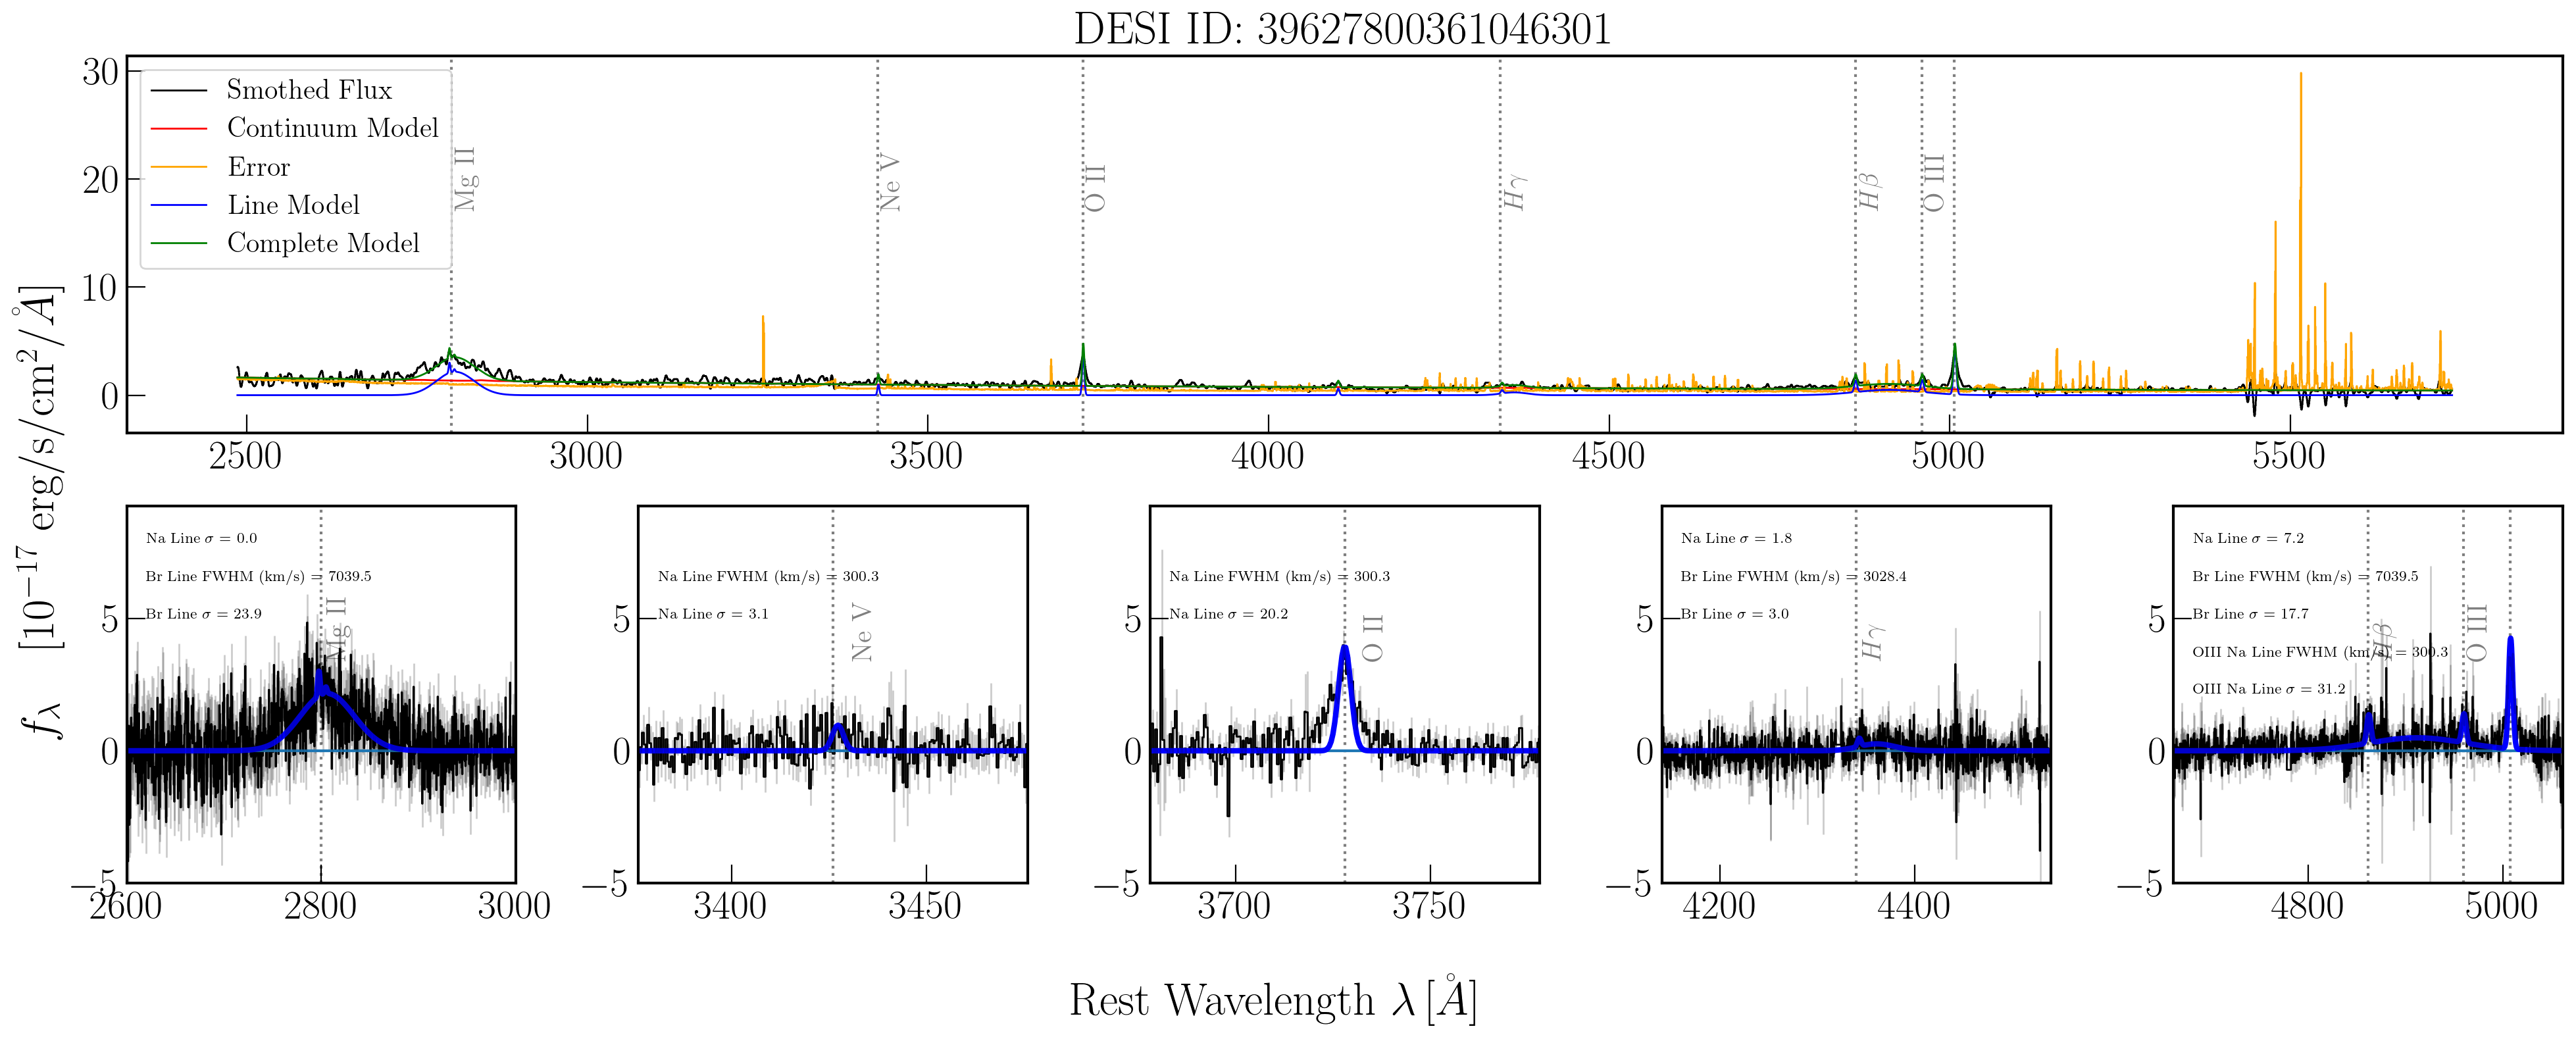 DESI ID: 39627800361046301
30
20
10
0
Smothed Flux
Continuum Model
Error
Line Model
Complete Model
Mg II
Ne V
O II
Hγ
Hβ
O III
2500 3000 3500 4000 4500 5000 5500
fλ [10⁻¹⁷ erg/s/cm²/Å]
Na Line σ = 0.0
Br Line FWHM (km/s) = 7039.5
Br Line σ = 23.9
Mg II
5
0
−5
2600 2800 3000
Na Line FWHM (km/s) = 300.3
Na Line σ = 3.1
Ne V
5
0
−5
3400 3450
Na Line FWHM (km/s) = 300.3
Na Line σ = 20.2
O II
5
0
−5
3700 3750
Na Line σ = 1.8
Br Line FWHM (km/s) = 3028.4
Br Line σ = 3.0
Hγ
5
0
−5
4200 4400
Na Line σ = 7.2
Br Line FWHM (km/s) = 7039.5
Br Line σ = 17.7
OIII Na Line FWHM (km/s) = 300.3
OIII Na Line σ = 31.2
Hβ
O III
5
0
−5
4800 5000
Rest Wavelength λ [Å]